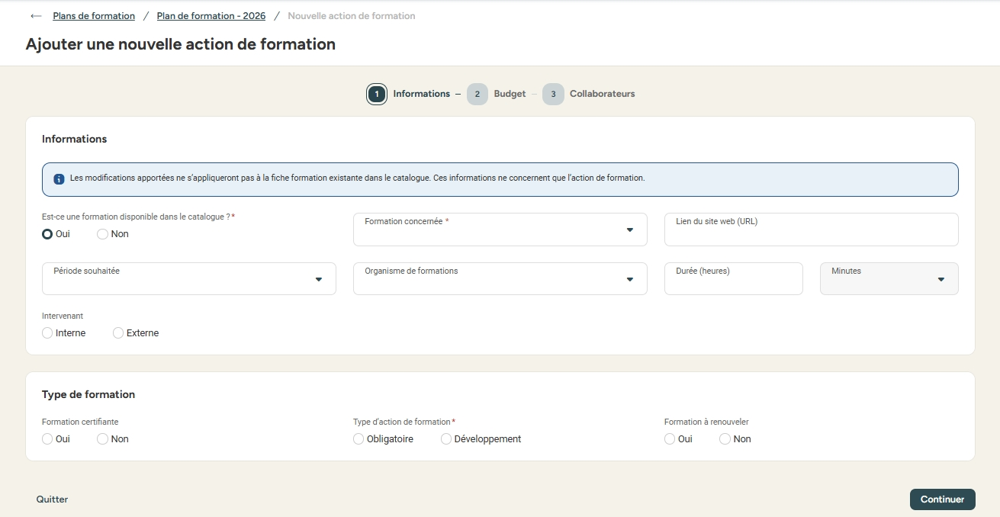 ← Plans de formation / Plan de formation - 2026 / Nouvelle action de formation
Ajouter une nouvelle action de formation
1 Informations – 2 Budget – 3 Collaborateurs
Informations
Les modifications apportées ne s’appliqueront pas à la fiche formation existante dans le catalogue. Ces informations ne concernent que l’action de formation.
Est-ce une formation disponible dans le catalogue ? *
Oui Non
Formation concernée *
Lien du site web (URL)
Période souhaitée
Organisme de formations
Durée (heures)
Minutes
Intervenant
Interne Externe
Type de formation
Formation certifiante
Oui Non
Type d’action de formation *
Obligatoire Développement
Formation à renouveler
Oui Non
Quitter
Continuer